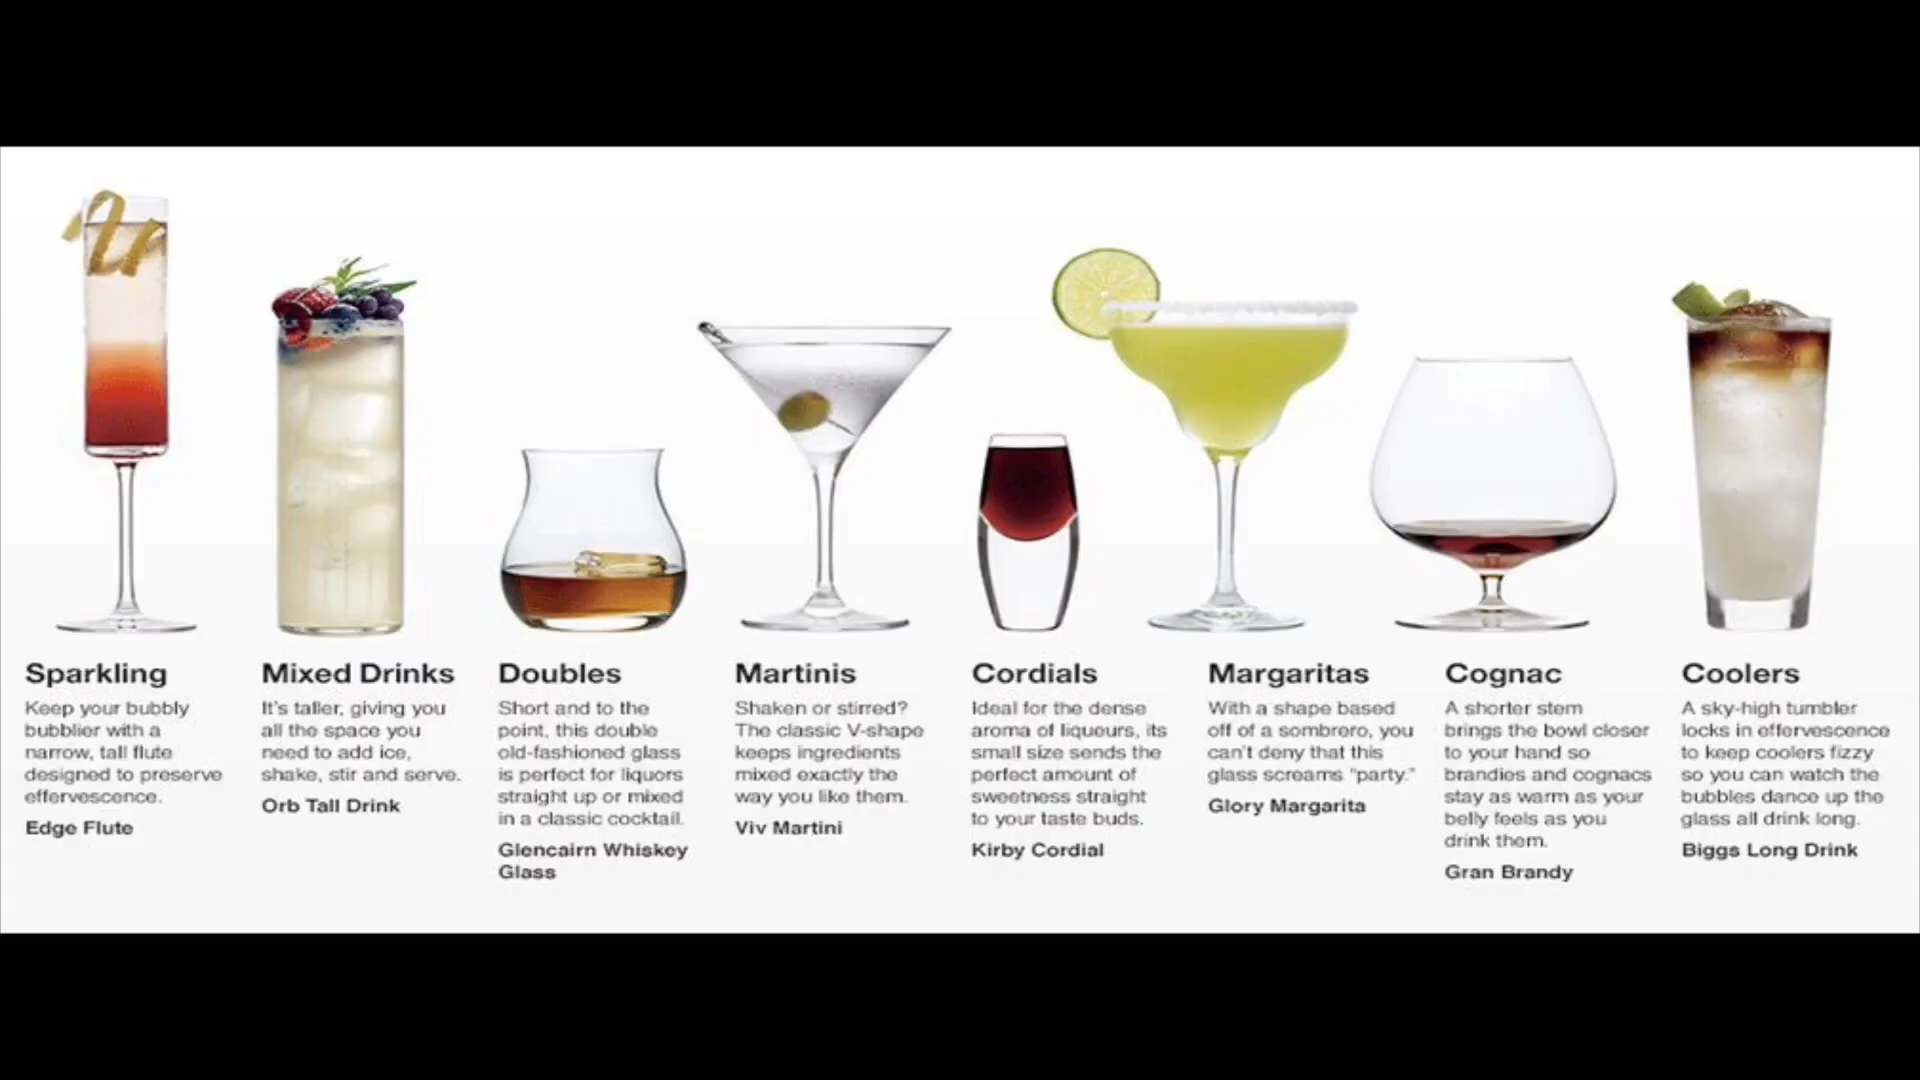 Sparkling
Keep your bubbly
bubblier with a
narrow, tall flute
designed to preserve
effervescence.
Edge Flute
Mixed Drinks
It's taller, giving you
all the space you
need to add ice,
shake, stir and serve.
Orb Tall Drink
Doubles
Short and to the
point, this double
old-fashioned glass
is perfect for liquors
straight up or mixed
in a classic cocktail.
Glencairn Whiskey
Glass
Martinis
Shaken or stirred?
The classic V-shape
keeps ingredients
mixed exactly the
way you like them.
Viv Martini
Cordials
Ideal for the dense
aroma of liqueurs, its
small size sends the
perfect amount of
sweetness straight
to your taste buds.
Kirby Cordial
Margaritas
With a shape based
off of a sombrero, you
can't deny that this
glass screams "party."
Glory Margarita
Cognac
A shorter stem
brings the bowl closer
to your hand so
brandies and cognacs
stay as warm as your
belly feels as you
drink them.
Gran Brandy
Coolers
A sky-high tumbler
locks in effervescence
to keep coolers fizzy
so you can watch the
bubbles dance up the
glass all drink long.
Biggs Long Drink